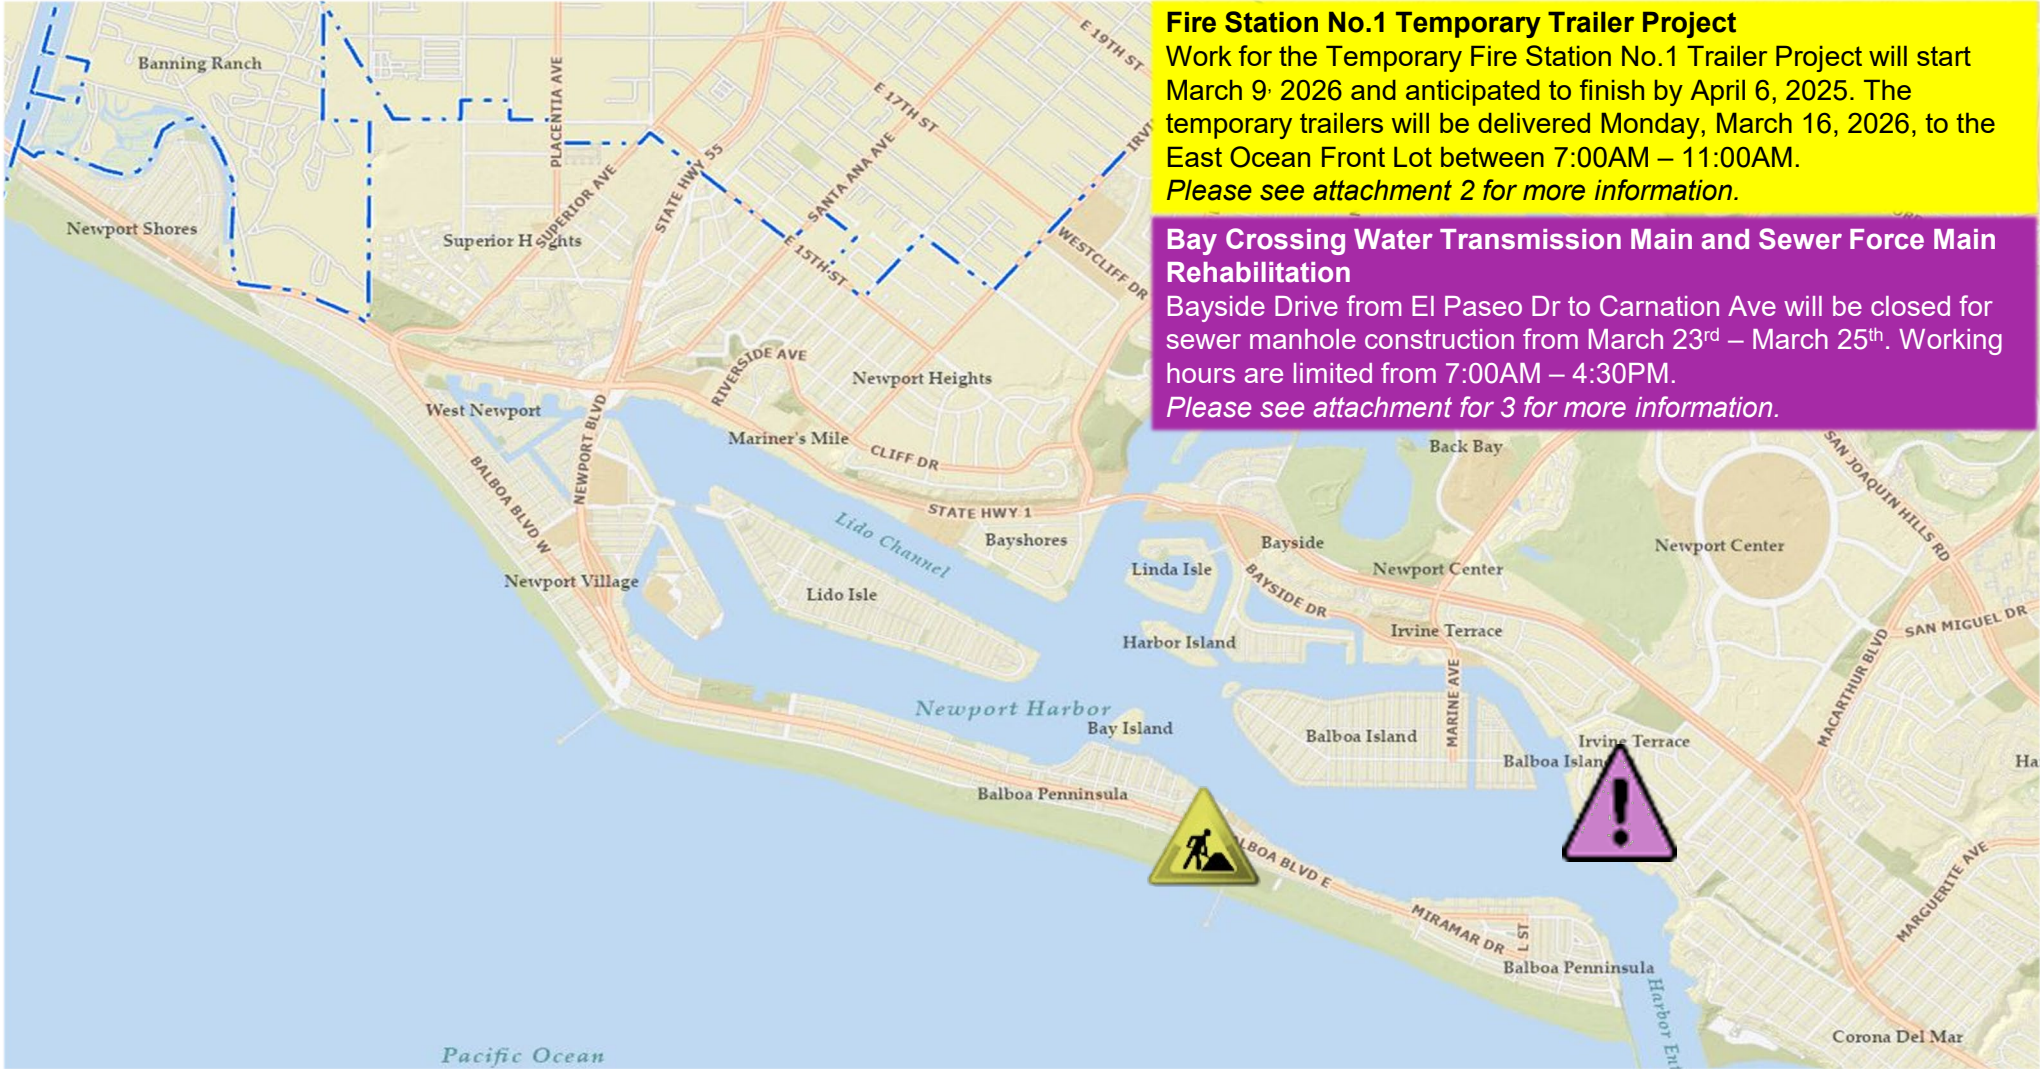 Fire Station No.1 Temporary Trailer Project
Work for the Temporary Fire Station No.1 Trailer Project will start
March 9, 2026 and anticipated to finish by April 6, 2025. The
temporary trailers will be delivered Monday, March 16, 2026, to the
East Ocean Front Lot between 7:00AM – 11:00AM.
Please see attachment 2 for more information.
Bay Crossing Water Transmission Main and Sewer Force Main
Rehabilitation
Bayside Drive from El Paseo Dr to Carnation Ave will be closed for
sewer manhole construction from March 23rd – March 25th. Working
hours are limited from 7:00AM – 4:30PM.
Please see attachment for 3 for more information.
E 19TH ST
Banning Ranch
PLACENTIA AVE
E 17TH ST
IRVI
STATE HWY 55
SANTA ANA AVE
SUPERIOR AVE
Newport Shores
Superior H ghts
E 15TH ST
WESTCLIFF DR
RIVERSIDE AVE
Newport Heights
West Newport
NEWPORT BLVD
Mariner's Mile
CLIFF DR
Back Bay
SAN JOAQUIN HILLS RD
BALBOA BLVD W
STATE HWY 1
Lido Channel
Bayshores
Bayside
Newport Center
Linda Isle
Newport Center
Newport Village
Lido Isle
BAYSIDE DR
Irvine Terrace
SAN MIGUEL DR
Harbor Island
MACARTHUR BLVD
MARINE AVE
Newport Harbor
Bay Island
Balboa Island
Irvine Terrace
Balboa Islan
Ha
Balboa Penninsula
LBOA BLVD E
MARGUERITE AVE
MIRAMAR DR
L ST
Balboa Penninsula
Harbor Ent
Corona Del Mar
Pacific Ocean